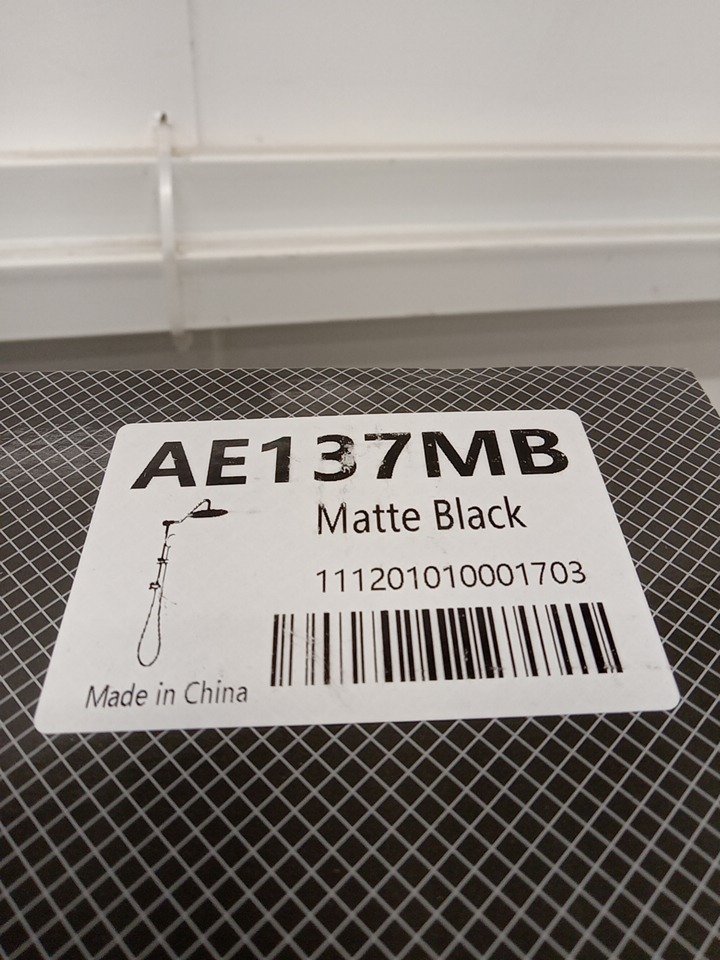 AE137MB
Matte Black
111201010001703
Made in China